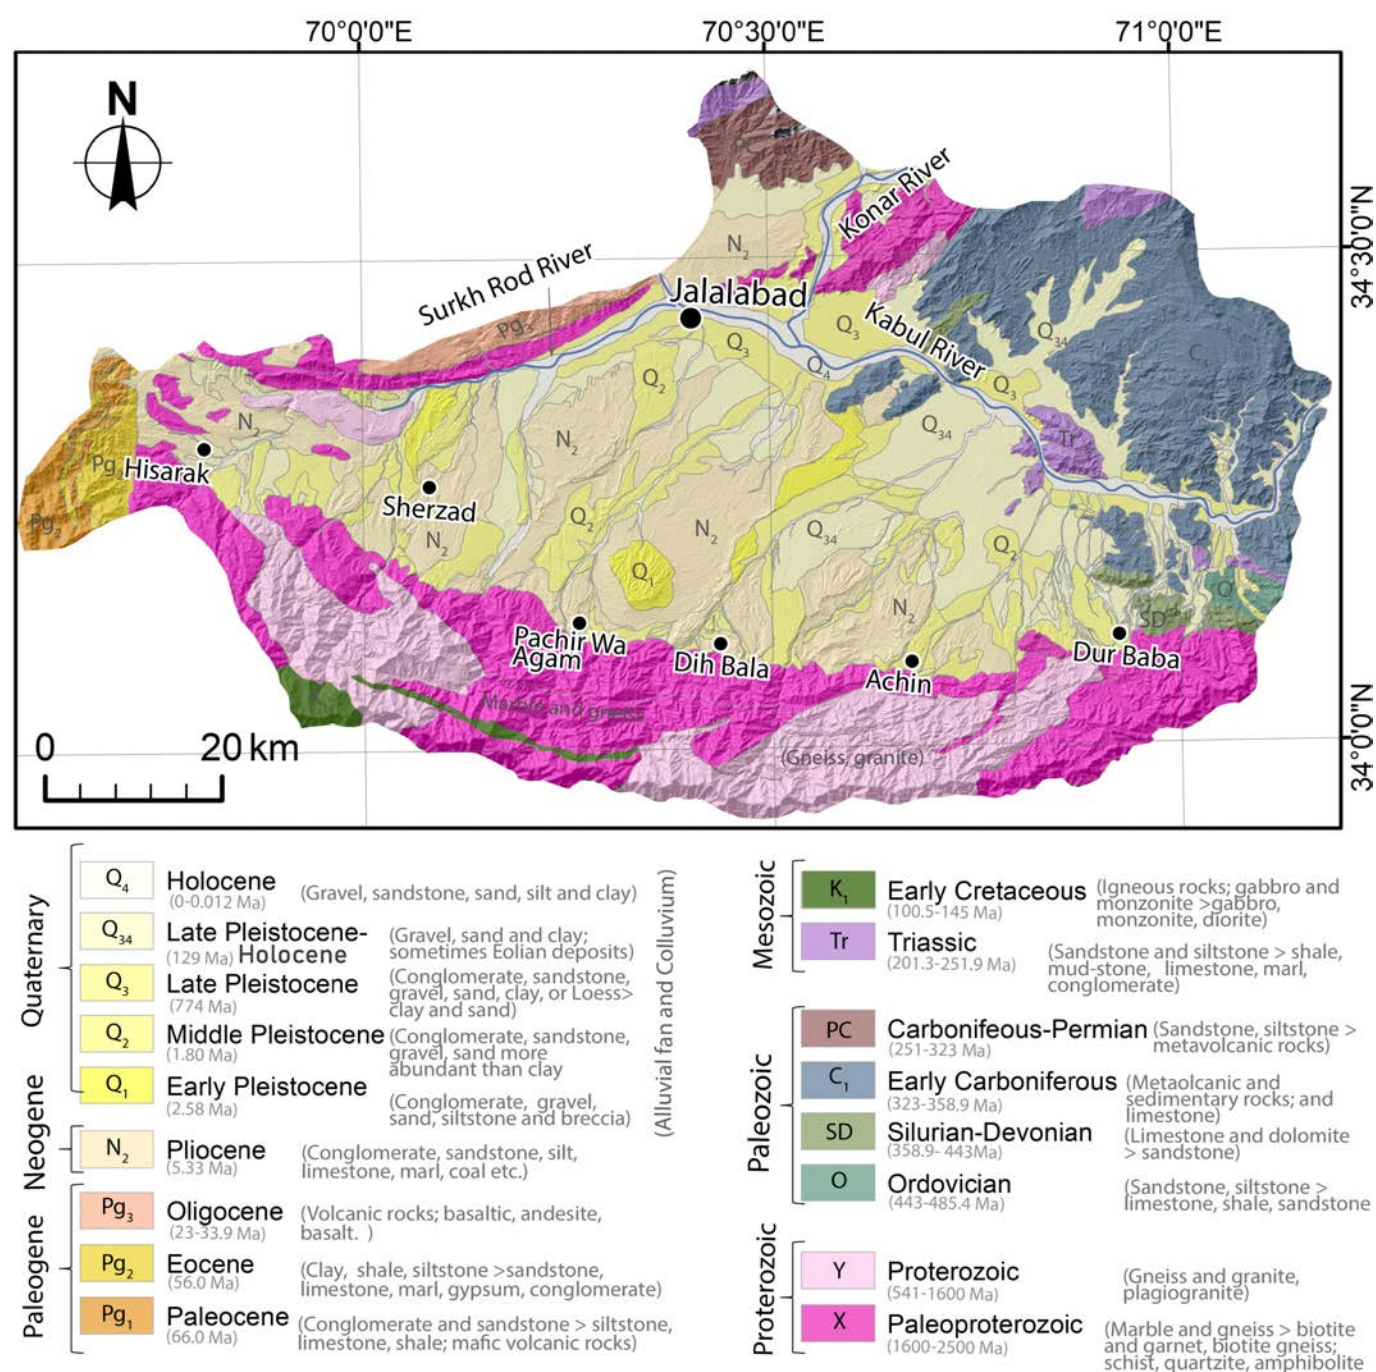 70°0'0"E
70°30'0"E
71°0'0"E
N
34°30'0"N
34°0'0"N
PC
Konar River
N2
Surkh Rod River
Jalalabad
Pg3
Q3
Q3
Kabul River
Q34
C
Q4
Q2
Q3
N2
N2
Q34
Tr
Pg
Hisarak
Sherzad
Pg2
Q2
N2
N2
Q34
Q2
Q1
N2
O
SD
Pachir Wa
Agam
Dih Bala
Achin
Dur Baba
K
Marble and gneiss
(Gneiss, granite)
0 20 km
Quaternary
Q4 Holocene (Gravel, sandstone, sand, silt and clay)
(0-0.012 Ma)
Q34 Late Pleistocene- (Gravel, sand and clay;
(129 Ma) Holocene sometimes Eolian deposits)
Q3 Late Pleistocene (Conglomerate, sandstone,
(774 Ma) gravel, sand, clay, or Loess>
clay and sand)
Q2 Middle Pleistocene (Conglomerate, sandstone,
(1.80 Ma) gravel, sand more
abundant than clay
Q1 Early Pleistocene (Conglomerate, gravel,
(2.58 Ma) sand, siltstone and breccia)
(Alluvial fan and Colluvium)
Neogene
N2 Pliocene (Conglomerate, sandstone, silt,
(5.33 Ma) limestone, marl, coal etc.)
Paleogene
Pg3 Oligocene (Volcanic rocks; basaltic, andesite,
(23-33.9 Ma) basalt. )
Pg2 Eocene (Clay, shale, siltstone >sandstone,
(56.0 Ma) limestone, marl, gypsum, conglomerate)
Pg1 Paleocene (Conglomerate and sandstone > siltstone,
(66.0 Ma) limestone, shale; mafic volcanic rocks)
Mesozoic
K1 Early Cretaceous (Igneous rocks; gabbro and
(100.5-145 Ma) monzonite >gabbro,
monzonite, diorite)
Tr Triassic (Sandstone and siltstone > shale,
(201.3-251.9 Ma) mud-stone, limestone, marl,
conglomerate)
Paleozoic
PC Carbonifeous-Permian (Sandstone, siltstone >
(251-323 Ma) metavolcanic rocks)
C1 Early Carboniferous (Metaolcanic and
(323-358.9 Ma) sedimentary rocks; and
limestone)
SD Silurian-Devonian (Limestone and dolomite
(358.9- 443Ma) > sandstone)
O Ordovician (Sandstone, siltstone >
(443-485.4 Ma) limestone, shale, sandstone
Proterozoic
Y Proterozoic (Gneiss and granite,
(541-1600 Ma) plagiogranite)
X Paleoproterozoic (Marble and gneiss > biotite
(1600-2500 Ma) and garnet, biotite gneiss;
schist, quartzite, amphibolite